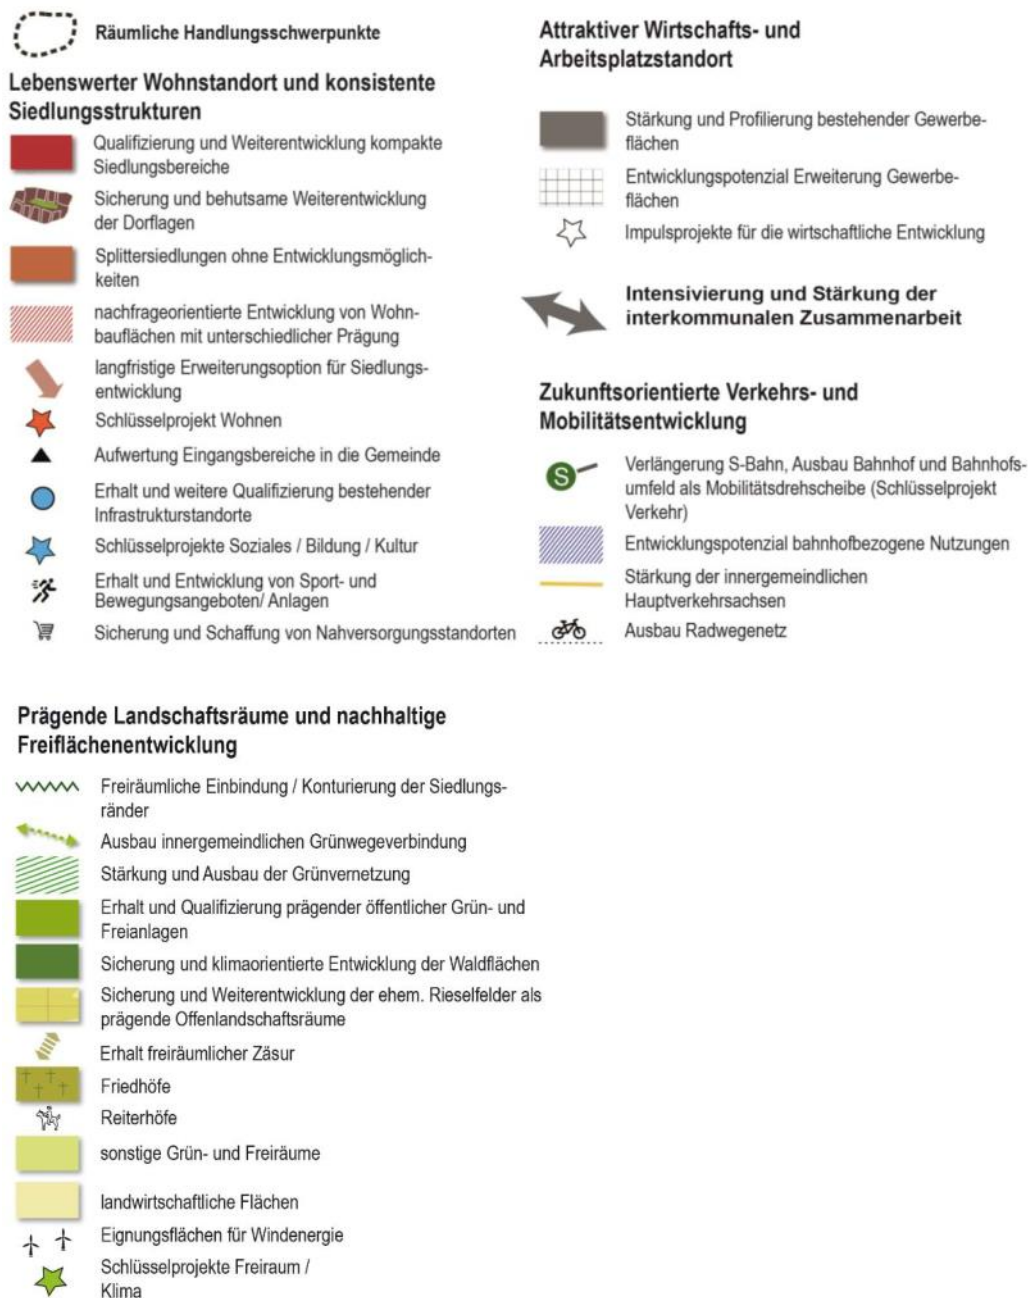 Räumliche Handlungsschwerpunkte
Lebenswerter Wohnstandort und konsistente
Siedlungsstrukturen
Qualifizierung und Weiterentwicklung kompakte
Siedlungsbereiche
Sicherung und behutsame Weiterentwicklung
der Dorflagen
Splittersiedlungen ohne Entwicklungsmöglich-
keiten
nachfrageorientierte Entwicklung von Wohn-
bauflächen mit unterschiedlicher Prägung
langfristige Erweiterungsoption für Siedlungs-
entwicklung
Schlüsselprojekt Wohnen
Aufwertung Eingangsbereiche in die Gemeinde
Erhalt und weitere Qualifizierung bestehender
Infrastrukturstandorte
Schlüsselprojekte Soziales / Bildung / Kultur
Erhalt und Entwicklung von Sport- und
Bewegungsangeboten/ Anlagen
Sicherung und Schaffung von Nahversorgungsstandorten
Attraktiver Wirtschafts- und
Arbeitsplatzstandort
Stärkung und Profilierung bestehender Gewerbe-
flächen
Entwicklungspotenzial Erweiterung Gewerbe-
flächen
Impulsprojekte für die wirtschaftliche Entwicklung
Intensivierung und Stärkung der
interkommunalen Zusammenarbeit
Zukunftsorientierte Verkehrs- und
Mobilitätsentwicklung
S
Verlängerung S-Bahn, Ausbau Bahnhof und Bahnhofs-
umfeld als Mobilitätsdrehscheibe (Schlüsselprojekt
Verkehr)
Entwicklungspotenzial bahnhofbezogene Nutzungen
Stärkung der innergemeindlichen
Hauptverkehrsachsen
Ausbau Radwegenetz
Prägende Landschaftsräume und nachhaltige
Freiflächenentwicklung
Freiräumliche Einbindung / Konturierung der Siedlungs-
ränder
Ausbau innergemeindlichen Grünwegeverbindung
Stärkung und Ausbau der Grünvernetzung
Erhalt und Qualifizierung prägender öffentlicher Grün- und
Freianlagen
Sicherung und klimaorientierte Entwicklung der Waldflächen
Sicherung und Weiterentwicklung der ehem. Rieselfelder als
prägende Offenlandschaftsräume
Erhalt freiräumlicher Zäsur
Friedhöfe
Reiterhöfe
sonstige Grün- und Freiräume
landwirtschaftliche Flächen
Eignungsflächen für Windenergie
Schlüsselprojekte Freiraum /
Klima